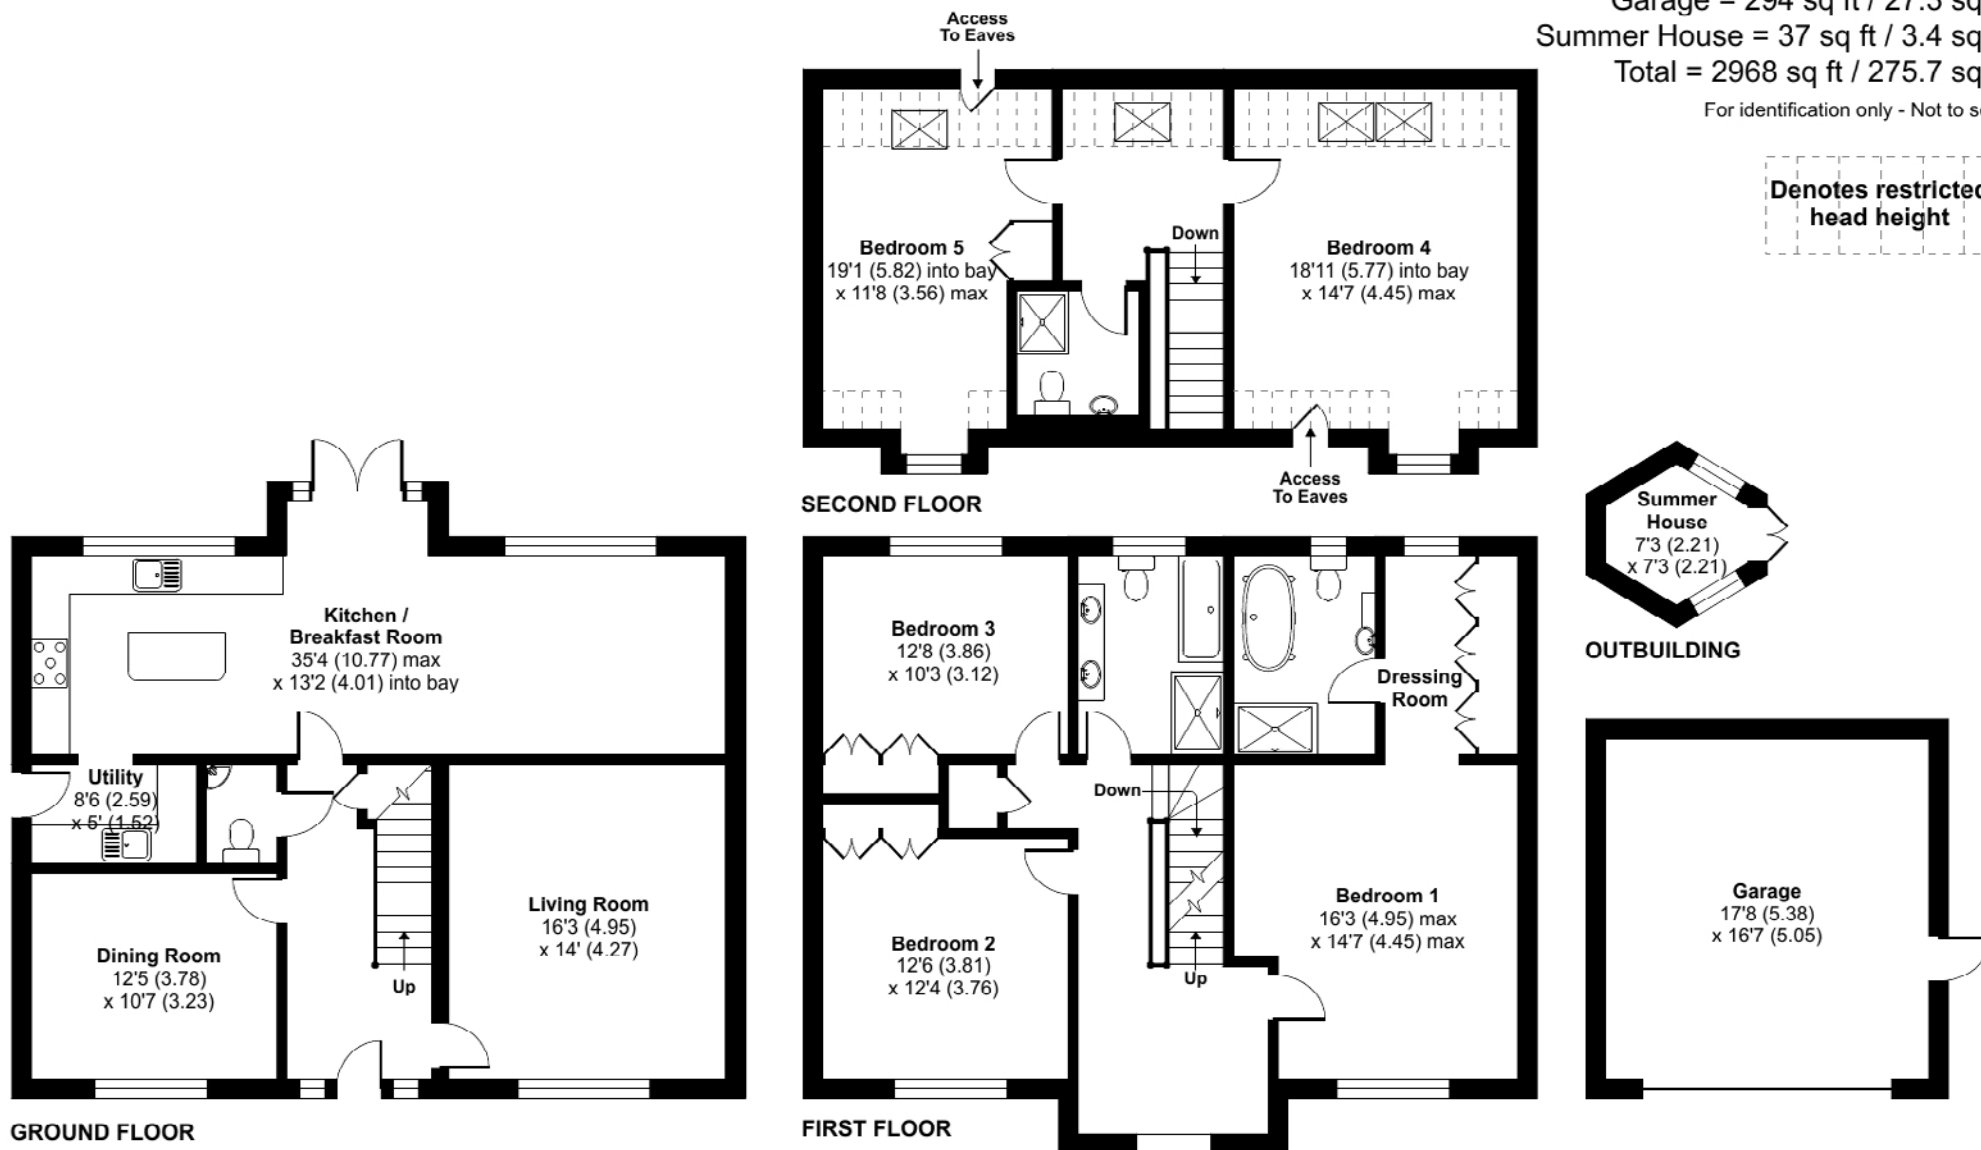 Garage = 294 sq ft / 27.3 sq
Summer House = 37 sq ft / 3.4 sq
Total = 2968 sq ft / 275.7 sq
For identification only - Not to
Denotes restricted
head height
Access
To Eaves
Bedroom 5
19'1 (5.82) into bay
x 11'8 (3.56) max
Down
Bedroom 4
18'11 (5.77) into bay
x 14'7 (4.45) max
Access
To Eaves
SECOND FLOOR
Summer
House
7'3 (2.21)
x 7'3 (2.21)
OUTBUILDING
Kitchen /
Breakfast Room
35'4 (10.77) max
x 13'2 (4.01) into bay
Utility
8'6 (2.59)
x 5' (1.52)
Dining Room
12'5 (3.78)
x 10'7 (3.23)
Up
Living Room
16'3 (4.95)
x 14' (4.27)
GROUND FLOOR
Bedroom 3
12'8 (3.86)
x 10'3 (3.12)
Dressing
Room
Down
Bedroom 2
12'6 (3.81)
x 12'4 (3.76)
Up
Bedroom 1
16'3 (4.95) max
x 14'7 (4.45) max
FIRST FLOOR
Garage
17'8 (5.38)
x 16'7 (5.05)